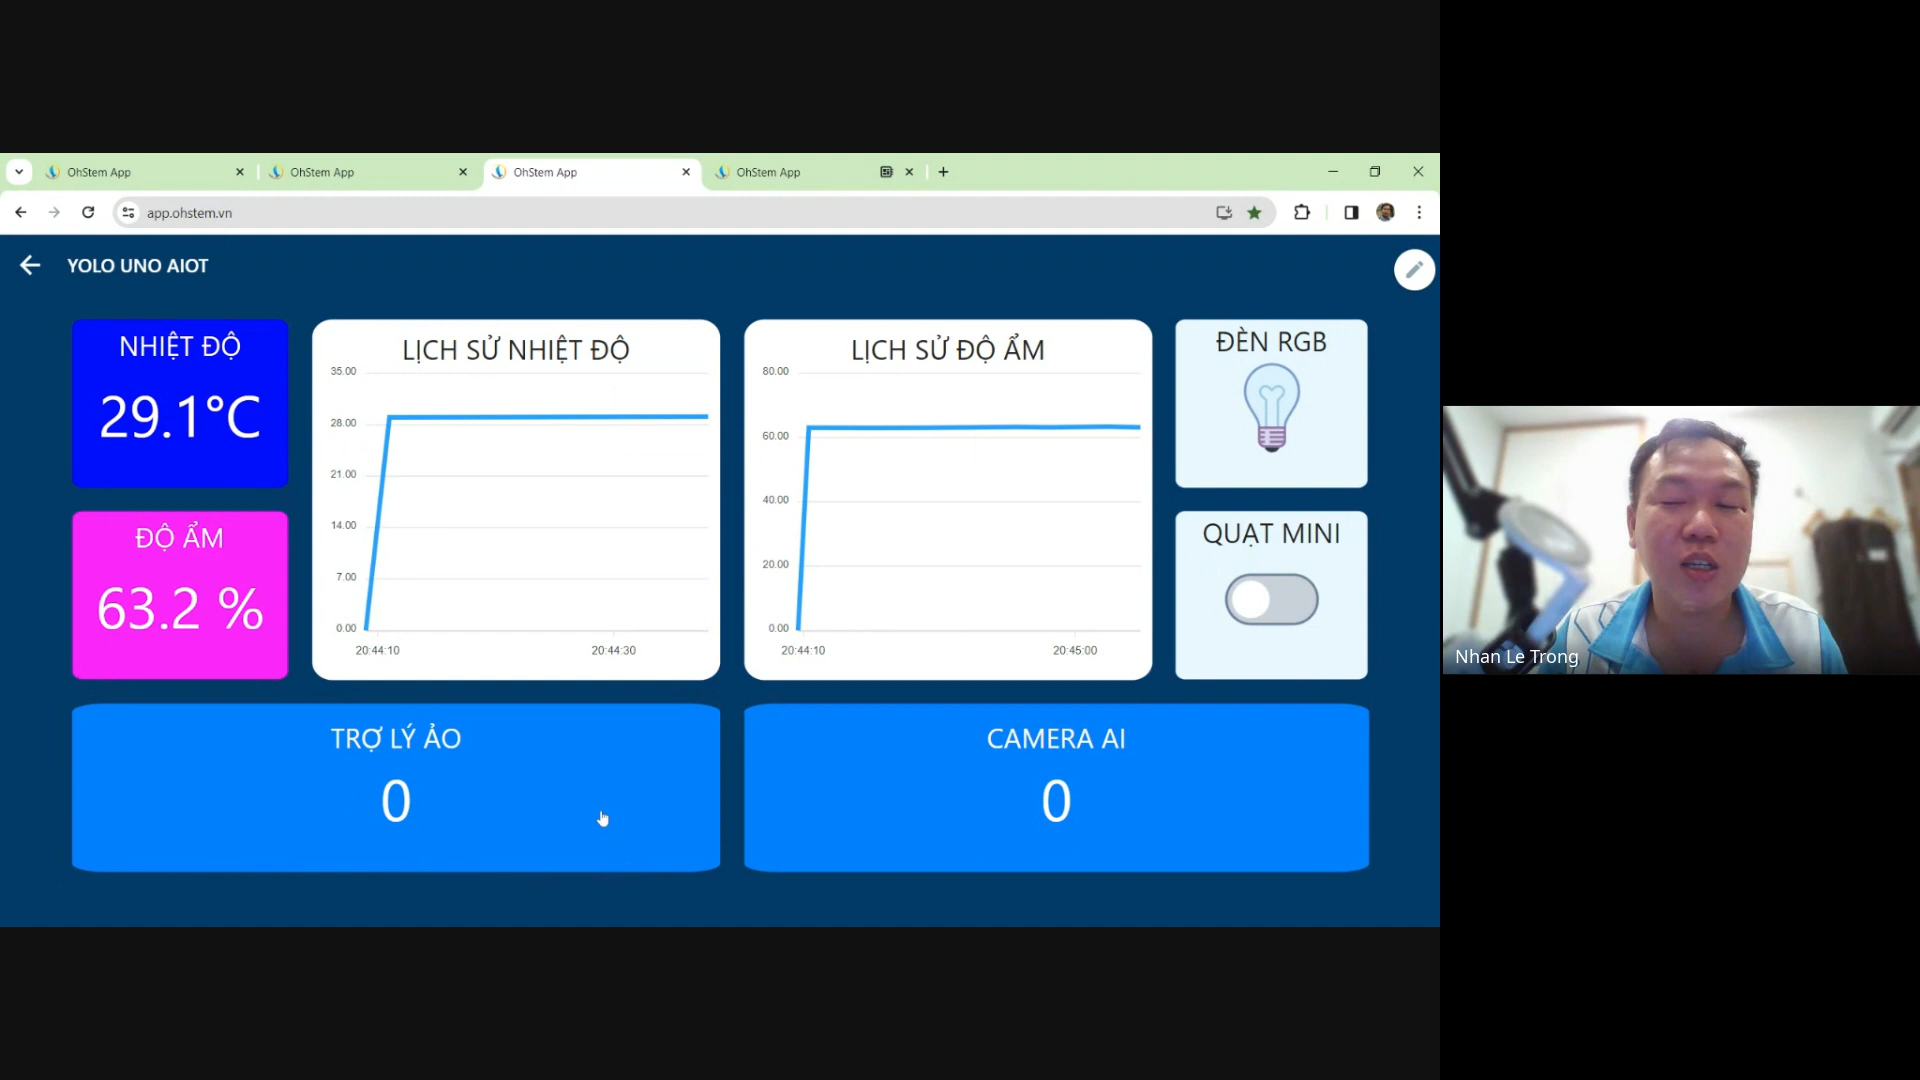 OhStem App
OhStem App
OhStem App
OhStem App
app.ohstem.vn
YOLO UNO AIOT
NHIỆT ĐỘ
29.1°C
LỊCH SỬ NHIỆT ĐỘ
35.00
28.00
21.00
14.00
7.00
0.00
20:44:10
20:44:30
LỊCH SỬ ĐỘ ẨM
80.00
60.00
40.00
20.00
0.00
20:44:10
20:45:00
ĐÈN RGB
ĐỘ ẨM
63.2 %
QUẠT MINI
TRỢ LÝ ẢO
0
CAMERA AI
0
Nhan Le Trong